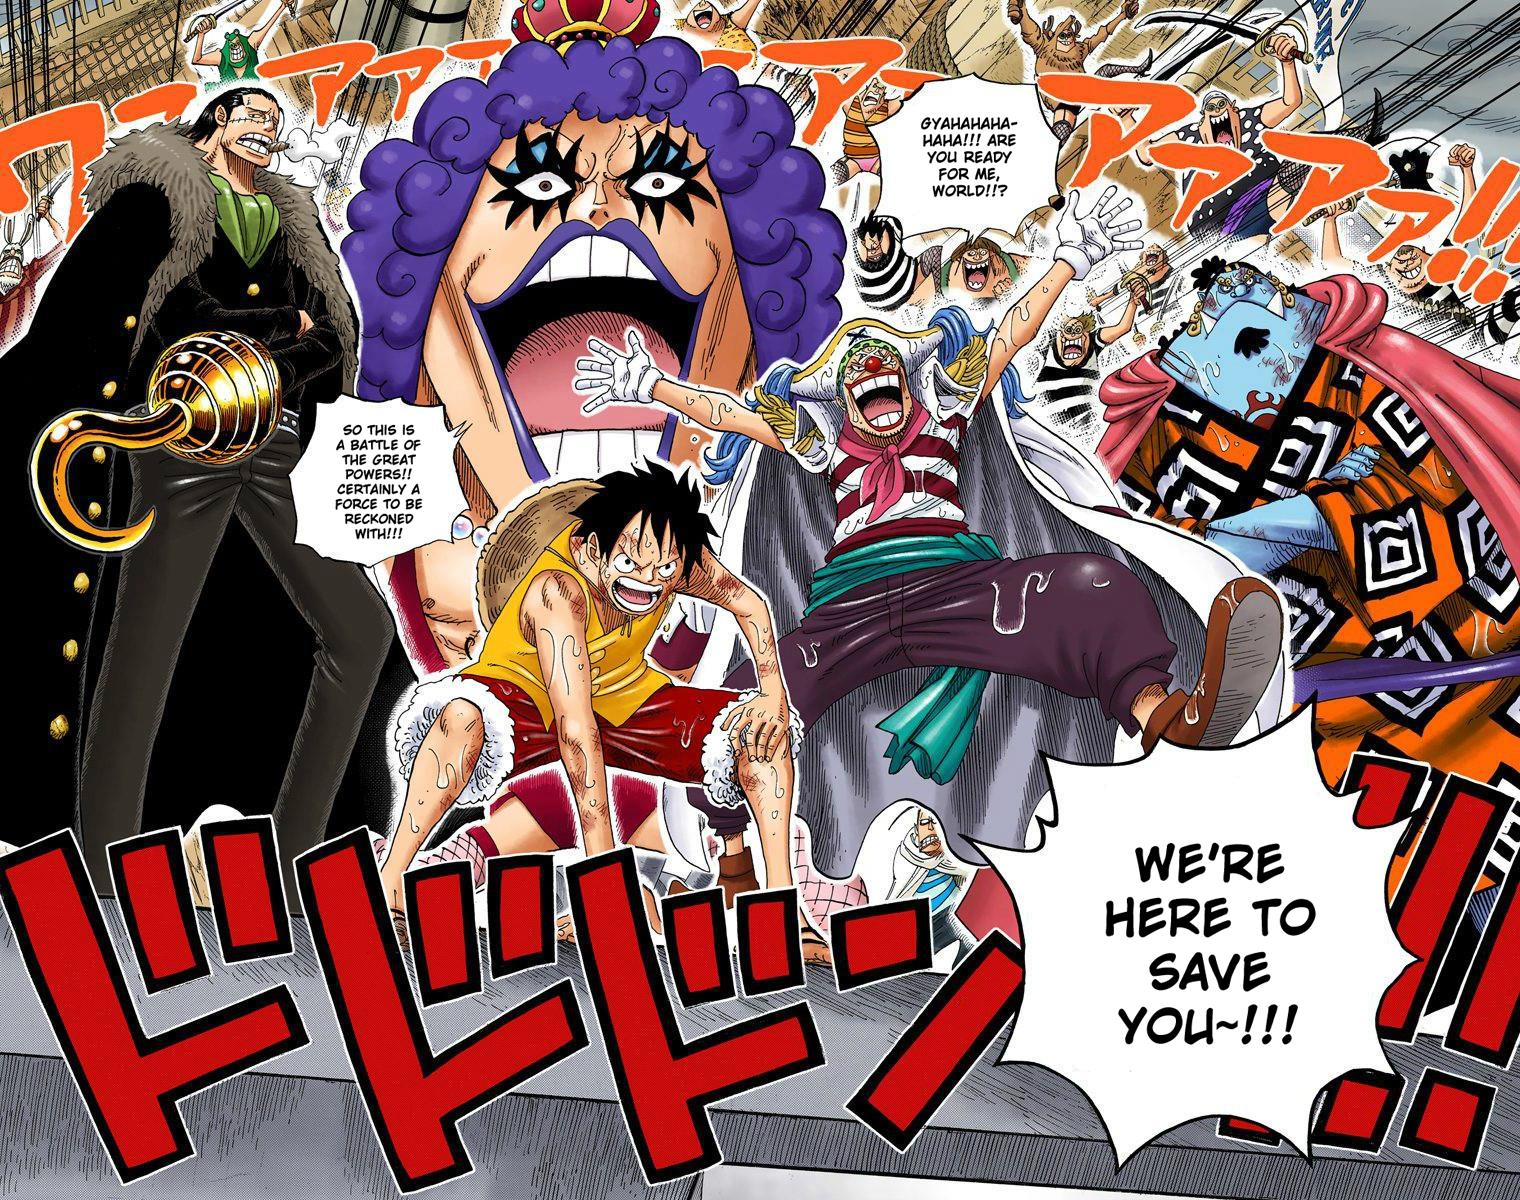 GYAHAHAHA-
HAHA!!! ARE
YOU READY
FOR ME,
WORLD!!?
SO THIS IS
A BATTLE OF
THE GREAT
POWERS!!
CERTAINLY A
FORCE TO BE
RECKONED
WITH!!!
WE'RE
HERE TO
SAVE
YOU~!!!
ドドドン!!